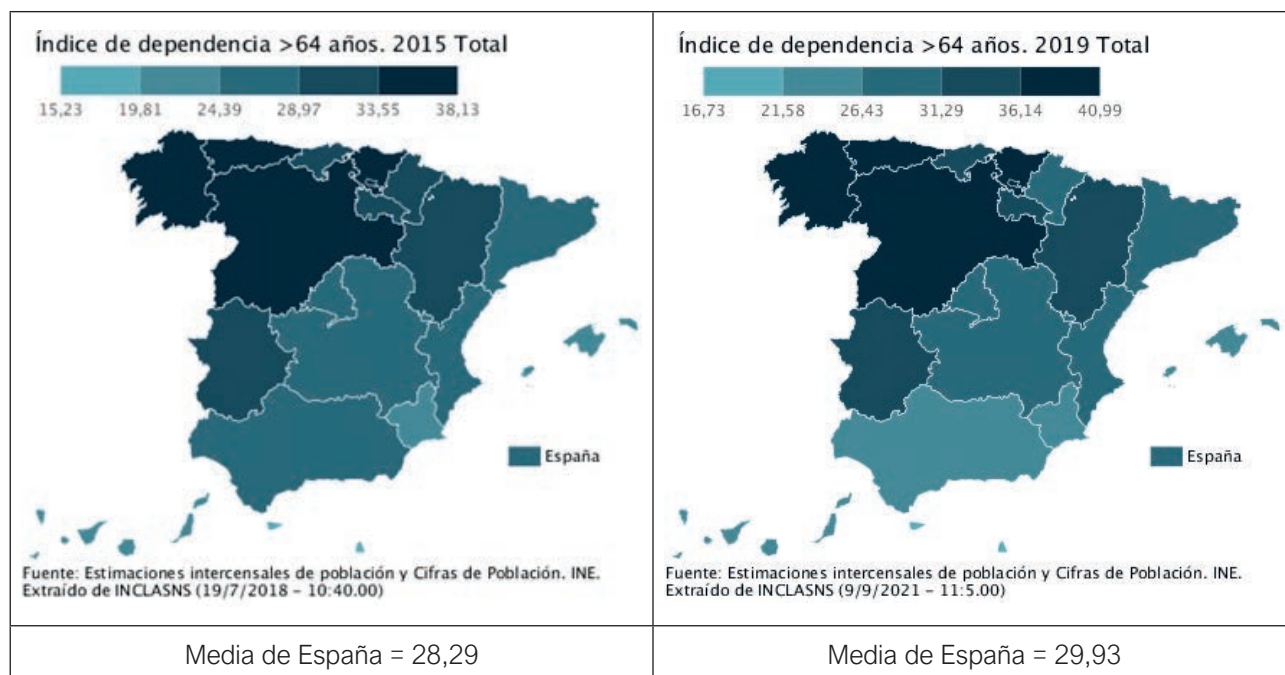 Índice de dependencia >64 años. 2015 Total
15,23 19,81 24,39 28,97 33,55 38,13
España
Fuente: Estimaciones intercensales de población y Cifras de Población. INE.
Extraído de INCLASNS (19/7/2018 – 10:40.00)
Media de España = 28,29
Índice de dependencia >64 años. 2019 Total
16,73 21,58 26,43 31,29 36,14 40,99
España
Fuente: Estimaciones intercensales de población y Cifras de Población. INE.
Extraído de INCLASNS (9/9/2021 – 11:5.00)
Media de España = 29,93